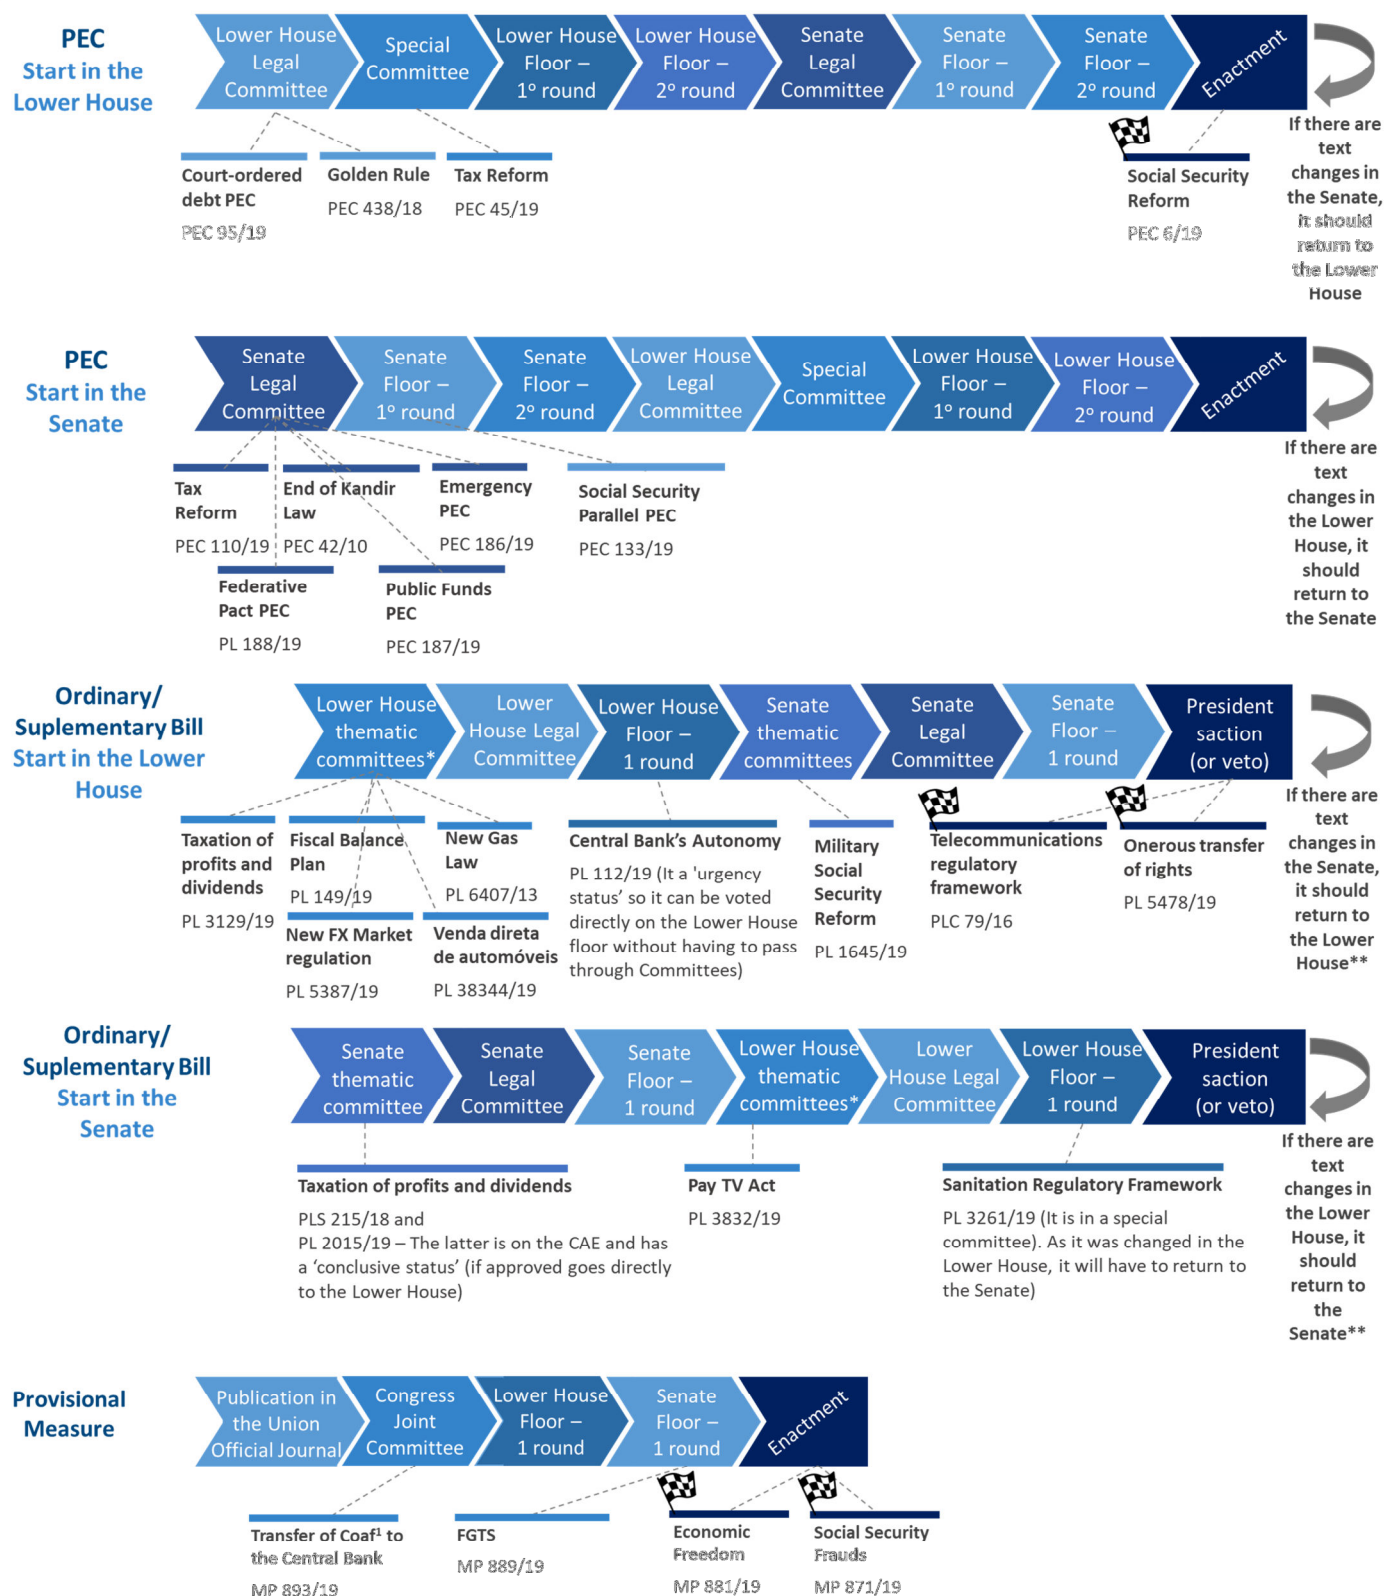 PEC
Start in the
Lower House
Lower House
Legal
Committee
Special
Committee
Lower House
Floor –
1º round
Lower House
Floor –
2º round
Senate
Legal
Committee
Senate
Floor –
1º round
Senate
Floor –
2º round
Enactment
If there are
text
changes in
the Senate,
it should
return to
the Lower
House
Court-ordered
debt PEC
PEC 95/19
Golden Rule
PEC 438/18
Tax Reform
PEC 45/19
Social Security
Reform
PEC 6/19
PEC
Start in the
Senate
Senate
Legal
Committee
Senate
Floor –
1º round
Senate
Floor –
2º round
Lower House
Legal
Committee
Special
Committee
Lower House
Floor –
1º round
Lower House
Floor –
2º round
Enactment
If there are
text
changes in
the Lower
House, it
should
return to
the Senate
Tax
Reform
PEC 110/19
End of Kandir
Law
PEC 42/10
Emergency
PEC
PEC 186/19
Social Security
Parallel PEC
PEC 133/19
Federative
Pact PEC
PL 188/19
Public Funds
PEC
PEC 187/19
Ordinary/
Suplementary Bill
Start in the Lower
House
Lower House
thematic
committees*
Lower
House Legal
Committee
Lower House
Floor –
1 round
Senate
thematic
committees
Senate
Legal
Committee
Senate
Floor –
1 round
President
saction
(or veto)
If there are
text
changes in
the Senate,
it should
return to
the Lower
House**
Taxation of
profits and
dividends
PL 3129/19
Fiscal Balance
Plan
PL 149/19
New Gas
Law
PL 6407/13
New FX Market
regulation
PL 5387/19
Venda direta
de automóveis
PL 38344/19
Central Bank’s Autonomy
PL 112/19 (It a 'urgency
status’ so it can be voted
directly on the Lower House
floor without having to pass
through Committees)
Military
Social
Security
Reform
PL 1645/19
Telecommunications
regulatory
framework
PLC 79/16
Onerous transfer
of rights
PL 5478/19
Ordinary/
Suplementary Bill
Start in the
Senate
Senate
thematic
committee
Senate
Legal
Committee
Senate
Floor –
1 round
Lower House
thematic
committees*
Lower
House Legal
Committee
Lower House
Floor –
1 round
President
saction
(or veto)
If there are
text
changes in
the Lower
House, it
should
return to
the
Senate**
Taxation of profits and dividends
PLS 215/18 and
PL 2015/19 – The latter is on the CAE and has
a ‘conclusive status’ (if approved goes directly
to the Lower House)
Pay TV Act
PL 3832/19
Sanitation Regulatory Framework
PL 3261/19 (It is in a special
committee). As it was changed in the
Lower House, it will have to return to
the Senate)
Provisional
Measure
Publication in
the Union
Official Journal
Congress
Joint
Committee
Lower House
Floor –
1 round
Senate
Floor –
1 round
Enactment
Transfer of Coaf¹ to
the Central Bank
MP 893/19
FGTS
MP 889/19
Economic
Freedom
MP 881/19
Social Security
Frauds
MP 871/19